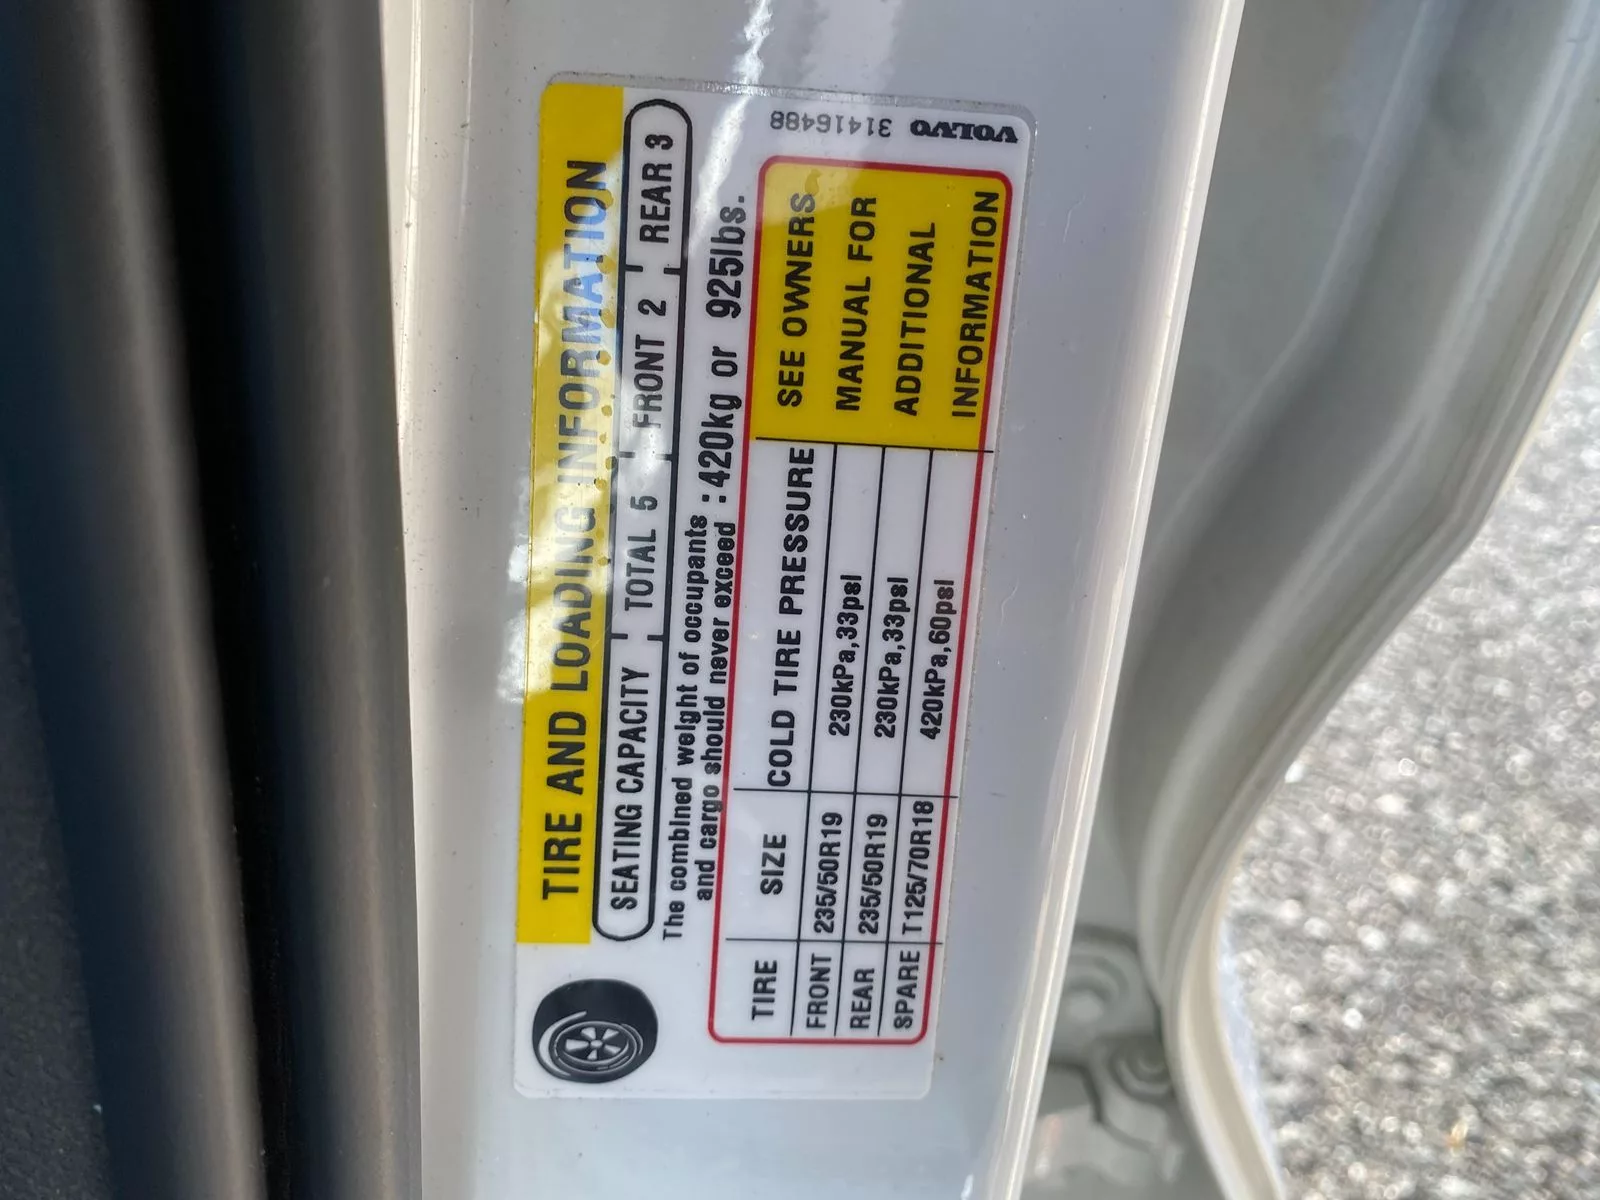 TIRE AND LOADING INFORMATION
SEATING CAPACITY TOTAL 5 FRONT 2 REAR 3
The combined weight of occupants
and cargo should never exceed : 420kg or 925lbs.
TIRE SIZE COLD TIRE PRESSURE
FRONT 235/50R19 230kPa,33psi
REAR 235/50R19 230kPa,33psi
SPARE T125/70R18 420kPa,60psi
SEE OWNERS
MANUAL FOR
ADDITIONAL
INFORMATION
VOLVO 31416488